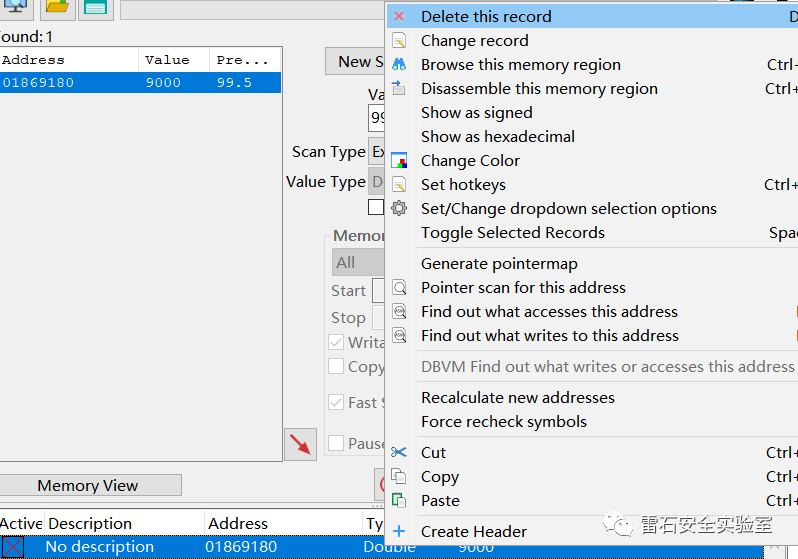 ound: 1
Address Value Pre...
01869180 9000 99.5
New S
Va
99
Scan Type Ex
Value Type D
Memor
All
Start
Stop
Writa
Copy
Fast S
Pause
Memory View
Active Description Address Ty
No description 01869180 Double 9000
Delete this record D
Change record
Browse this memory region Ctrl-
Disassemble this memory region Ctrl+
Show as signed
Show as hexadecimal
Change Color
Set hotkeys Ctrl+
Set/Change dropdown selection options
Toggle Selected Records Spac
Generate pointermap
Pointer scan for this address
Find out what accesses this address
Find out what writes to this address
DBVM Find out what writes or accesses this address
Recalculate new addresses
Force recheck symbols
Cut Ctrl+
Copy Ctrl+
Paste Ctrl+
Create Header
雷石安全实验室